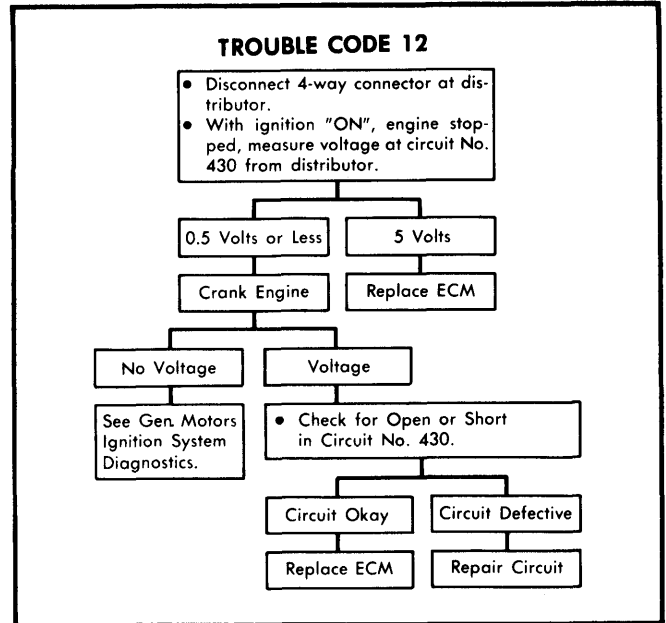 TROUBLE CODE 12
• Disconnect 4-way connector at dis-
tributor.
• With ignition "ON", engine stop-
ped, measure voltage at circuit No.
430 from distributor.
0.5 Volts or Less
5 Volts
Crank Engine
Replace ECM
No Voltage
Voltage
See Gen. Motors
Ignition System
Diagnostics.
• Check for Open or Short
in Circuit No. 430.
Circuit Okay
Circuit Defective
Replace ECM
Repair Circuit